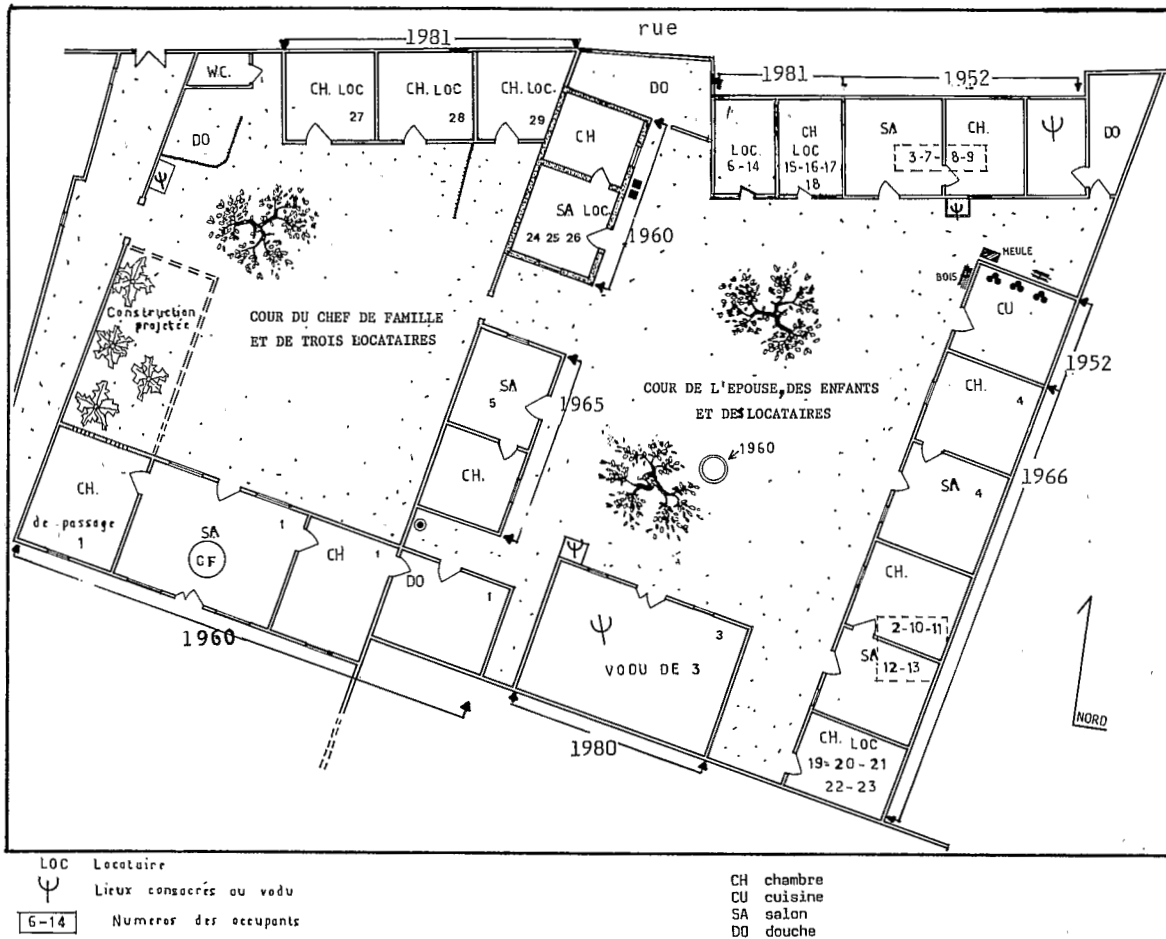 rue
1981
1981
1952
W.C.
DO
CH. LOC
27
CH. LOC
28
CH. LOC.
29
DO
CH
SA LOC
24 25 26
1960
LOC.
6-14
CH
LOC
15-16-17
18
SA
CH.
3-7- 8-9
DO
MEULE
BOIS
CU
1952
Construction
projetée
COUR DU CHEF DE FAMILLE
ET DE TROIS LOCATAIRES
SA
5
CH.
1965
COUR DE L'EPOUSE, DES ENFANTS
ET DES LOCATAIRES
1960
CH.
4
SA
4
1966
CH.
de passage
1
SA
1
CF
CH
1
DO
1
1960
3
VODU DE 3
1980
CH.
2-10-11
SA
12-13
CH. LOC
19-20-21
22-23
NORD
LOC Locataire
Lieux consacrés au vodu
6-14 Numeros des occupants
CH chambre
CU cuisine
SA salon
DO douche